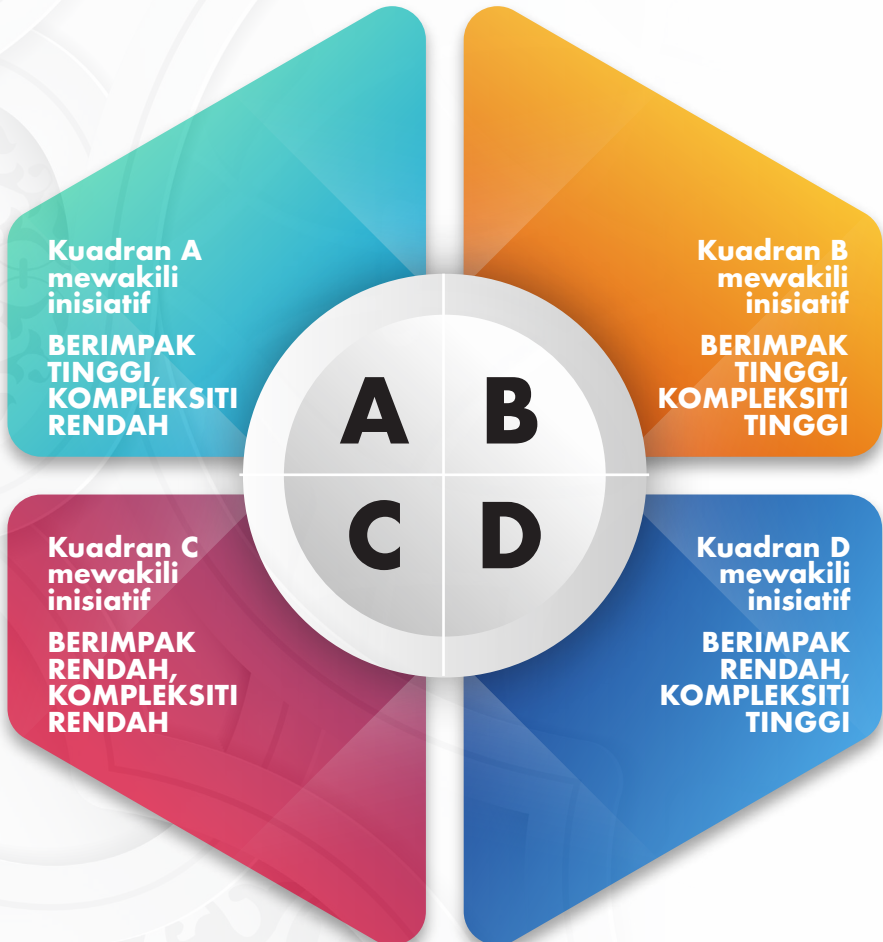 Kuadran A
mewakili
inisiatif
BERIMPAK
TINGGI,
KOMPLEKSITI
RENDAH
Kuadran B
mewakili
inisiatif
BERIMPAK
TINGGI,
KOMPLEKSITI
TINGGI
A B
C D
Kuadran C
mewakili
inisiatif
BERIMPAK
RENDAH,
KOMPLEKSITI
RENDAH
Kuadran D
mewakili
inisiatif
BERIMPAK
RENDAH,
KOMPLEKSITI
TINGGI